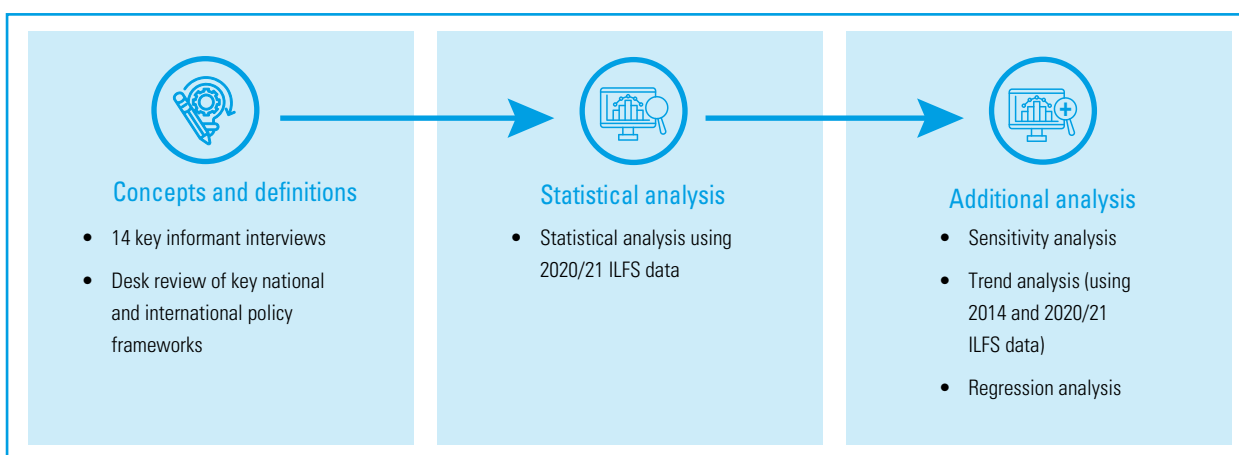 Concepts and definitions
• 14 key informant interviews
• Desk review of key national
and international policy
frameworks
Statistical analysis
• Statistical analysis using
2020/21 ILFS data
Additional analysis
• Sensitivity analysis
• Trend analysis (using
2014 and 2020/21
ILFS data)
• Regression analysis